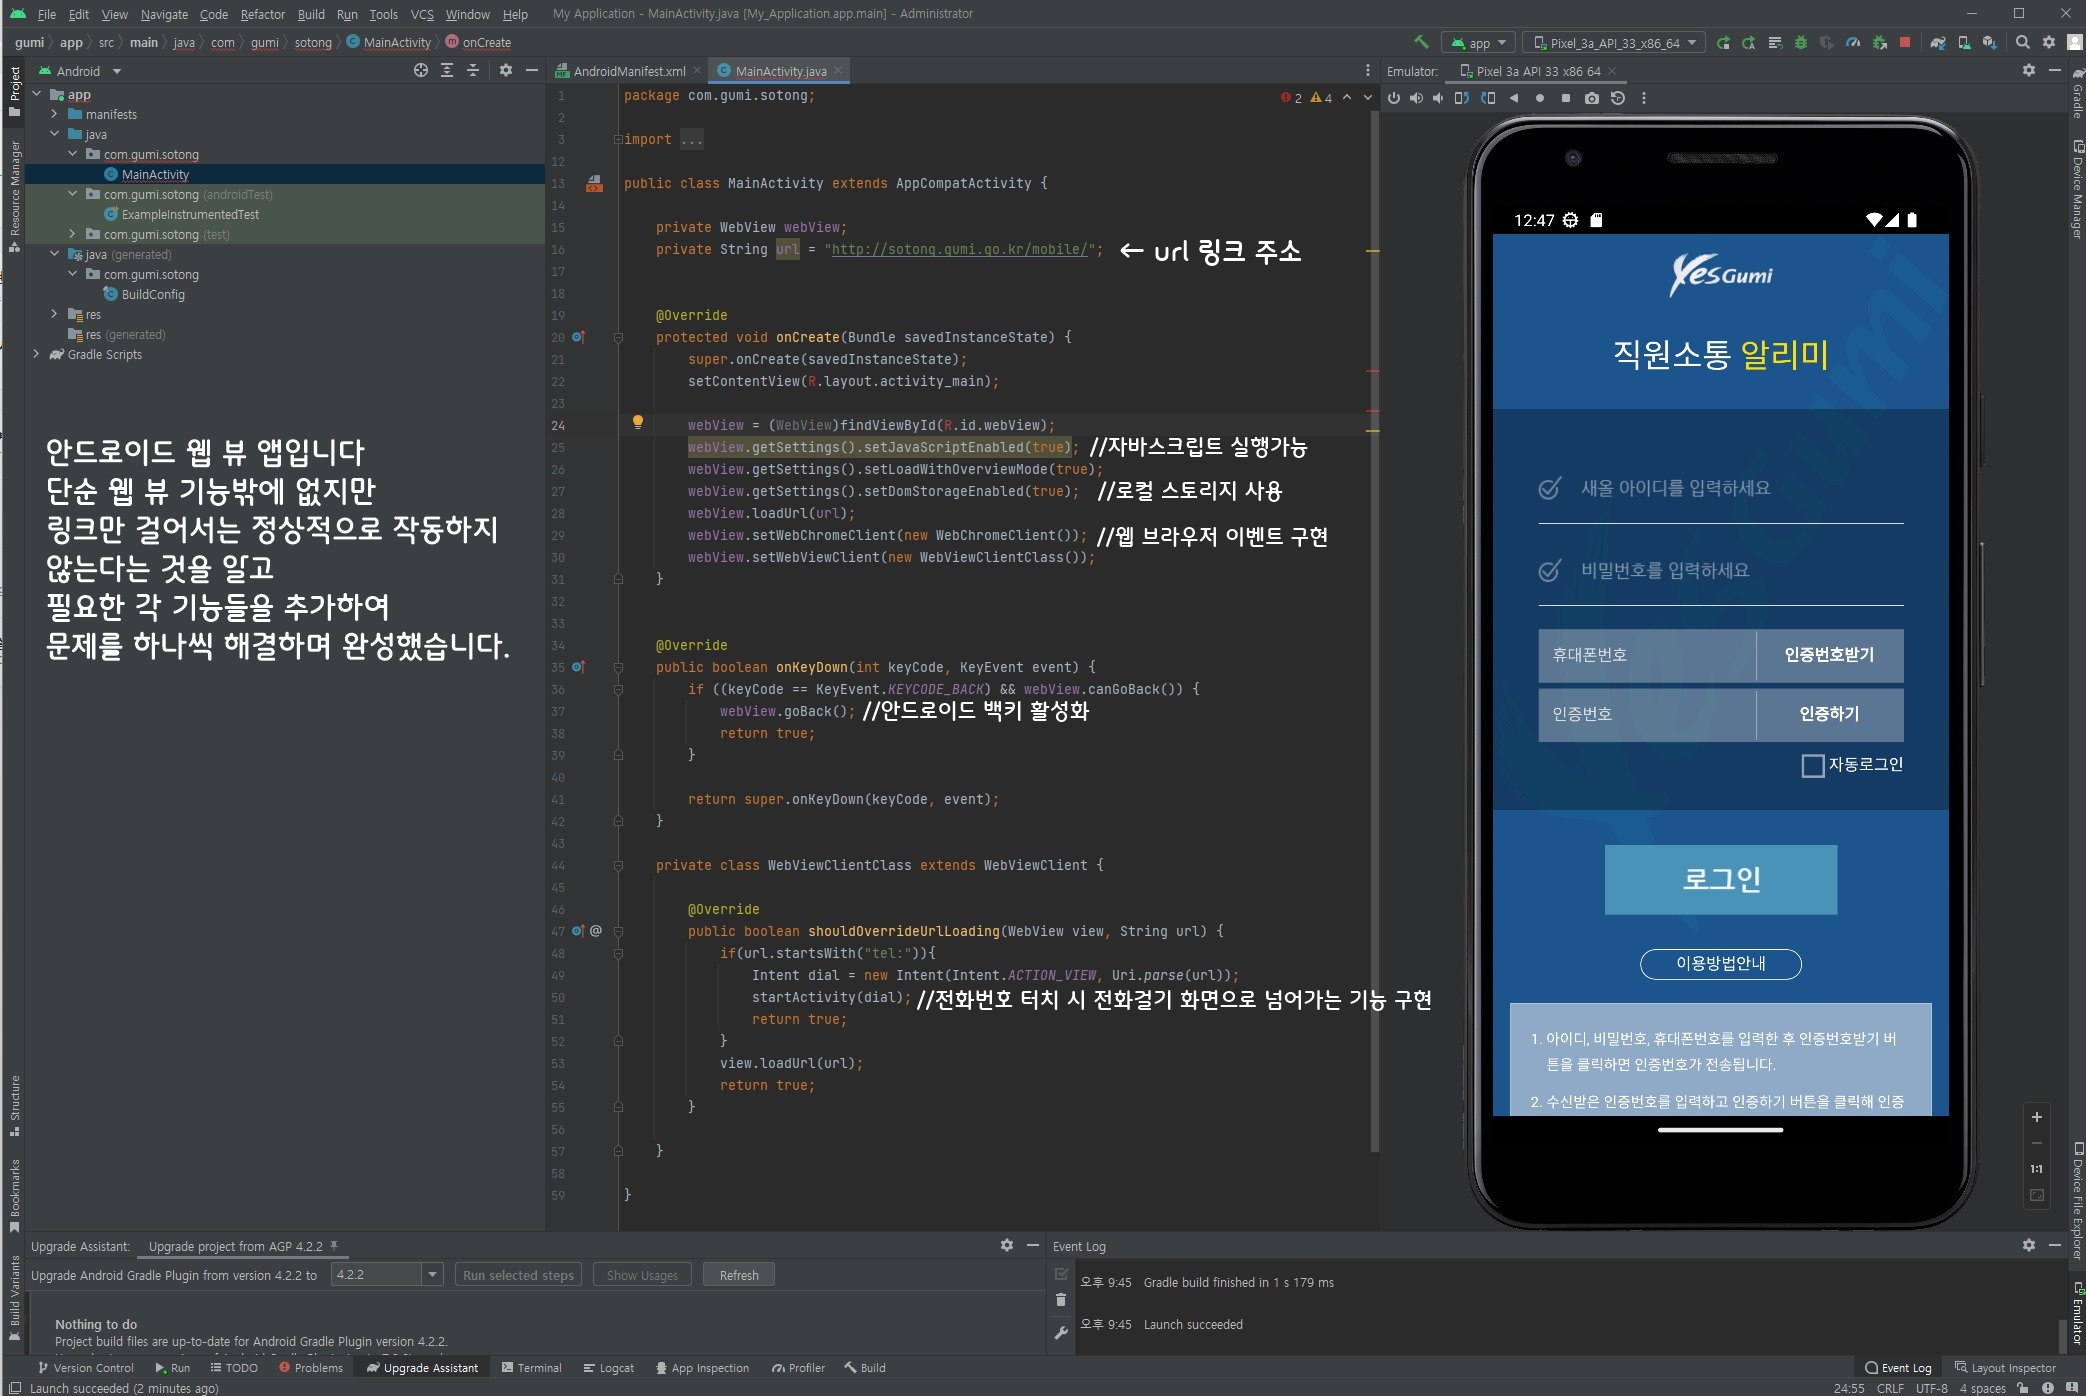 File Edit View Navigate Code Refactor Build Run Tools VCS Window Help My Application - MainActivity.java [My_Application.app.main] - Administrator
gumi app src main java com gumi sotong MainActivity onCreate
app Pixel_3a_API_33_x86_64
Android
AndroidManifest.xml MainActivity.java
Emulator: Pixel 3a API 33 x86 64
Project
Resource Manager
Structure
Bookmarks
Build Variants
app
manifests
java
com.gumi.sotong
MainActivity
com.gumi.sotong (androidTest)
ExampleInstrumentedTest
com.gumi.sotong (test)
java (generated)
com.gumi.sotong
BuildConfig
res
res (generated)
Gradle Scripts
안드로이드 웹 뷰 앱입니다
단순 웹 뷰 기능밖에 없지만
링크만 걸어서는 정상적으로 작동하지
않는다는 것을 알고
필요한 각 기능들을 추가하여
문제를 하나씩 해결하며 완성했습니다.
2 4
1 package com.gumi.sotong;
2
3 import ...
12
13 public class MainActivity extends AppCompatActivity {
14
15 private WebView webView;
16 private String url = "http://sotong.gumi.go.kr/mobile/"; ← url 링크 주소
17
18
19 @Override
20 protected void onCreate(Bundle savedInstanceState) {
21 super.onCreate(savedInstanceState);
22 setContentView(R.layout.activity_main);
23
24 webView = (WebView)findViewById(R.id.webView);
25 webView.getSettings().setJavaScriptEnabled(true); //자바스크립트 실행가능
26 webView.getSettings().setLoadWithOverviewMode(true);
27 webView.getSettings().setDomStorageEnabled(true); //로컬 스토리지 사용
28 webView.loadUrl(url);
29 webView.setWebChromeClient(new WebChromeClient()); //웹 브라우저 이벤트 구현
30 webView.setWebViewClient(new WebViewClientClass());
31 }
32
33
34 @Override
35 public boolean onKeyDown(int keyCode, KeyEvent event) {
36 if ((keyCode == KeyEvent.KEYCODE_BACK) && webView.canGoBack()) {
37 webView.goBack(); //안드로이드 백키 활성화
38 return true;
39 }
40
41 return super.onKeyDown(keyCode, event);
42 }
43
44 private class WebViewClientClass extends WebViewClient {
45
46 @Override
47 @ public boolean shouldOverrideUrlLoading(WebView view, String url) {
48 if(url.startsWith("tel:")){
49 Intent dial = new Intent(Intent.ACTION_VIEW, Uri.parse(url));
50 startActivity(dial); //전화번호 터치 시 전화걸기 화면으로 넘어가는 기능 구현
51 return true;
52 }
53 view.loadUrl(url);
54 return true;
55 }
56
57 }
58
59 }
12:47
YesGumi
직원소통 알리미
새올 아이디를 입력하세요
비밀번호를 입력하세요
휴대폰번호 인증번호받기
인증번호 인증하기
자동로그인
로그인
이용방법안내
1. 아이디, 비밀번호, 휴대폰번호를 입력한 후 인증번호받기 버
튼을 클릭하면 인증번호가 전송됩니다.
2. 수신받은 인증번호를 입력하고 인증하기 버튼을 클릭해 인증
1:1
Gradle
Device Manager
Device File Explorer
Emulator
Upgrade Assistant: Upgrade project from AGP 4.2.2
Upgrade Android Gradle Plugin from version 4.2.2 to 4.2.2 Run selected steps Show Usages Refresh
Nothing to do
Project build files are up-to-date for Android Gradle Plugin version 4.2.2.
Event Log
오후 9:45 Gradle build finished in 1 s 179 ms
오후 9:45 Launch succeeded
Version Control Run TODO Problems Upgrade Assistant Terminal Logcat App Inspection Profiler Build Event Log Layout Inspector
Launch succeeded (2 minutes ago) 24:55 CRLF UTF-8 4 spaces